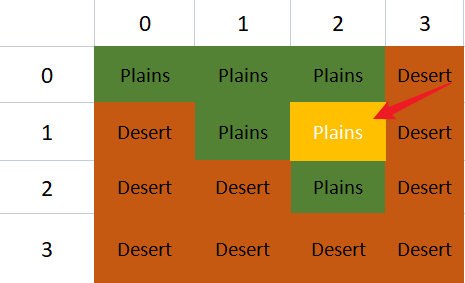 0 1 2 3
0 Plains Plains Plains Desert
1 Desert Plains Plains Desert
2 Desert Desert Plains Desert
3 Desert Desert Desert Desert